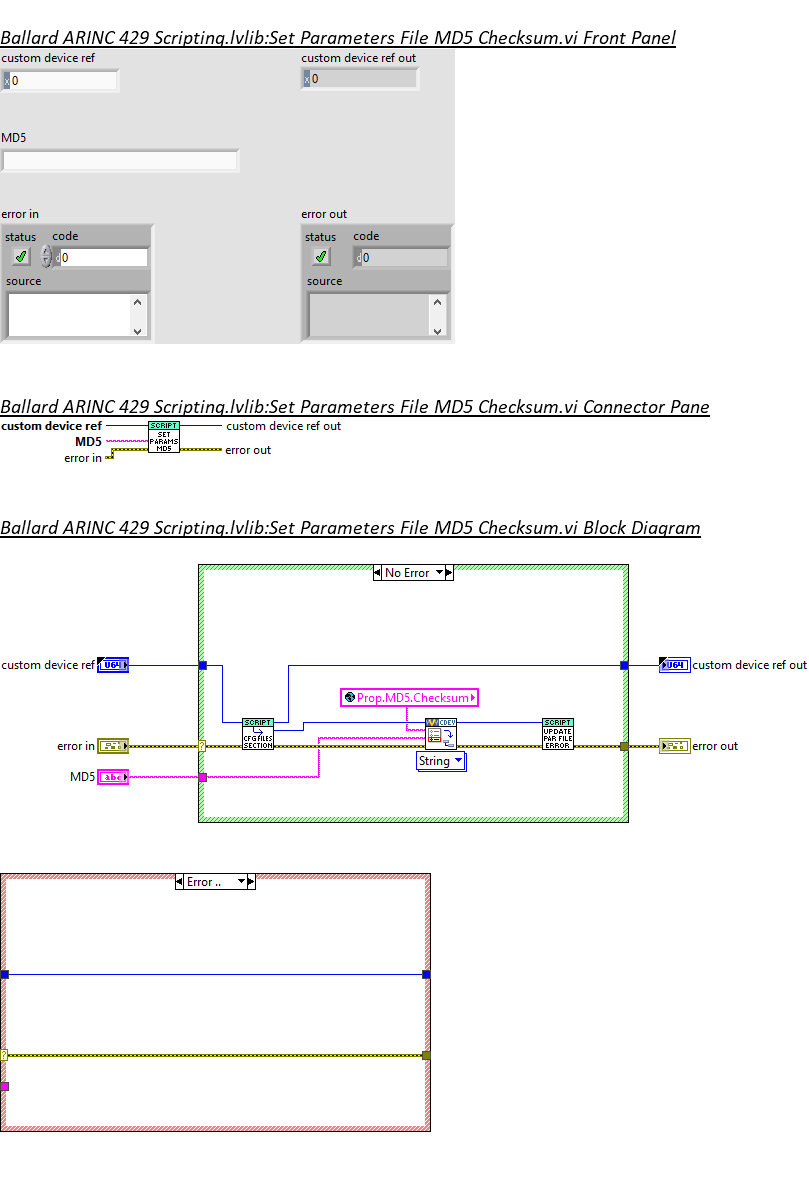 Ballard ARINC 429 Scripting.lvlib:Set Parameters File MD5 Checksum.vi Front Panel
custom device ref
custom device ref out
x 0
x 0
MD5
error in
error out
status code
status code
d 0
d 0
source
source
Ballard ARINC 429 Scripting.lvlib:Set Parameters File MD5 Checksum.vi Connector Pane
custom device ref
SCRIPT
SET
PARAMS
MD5
custom device ref out
MD5
error in
error out
Ballard ARINC 429 Scripting.lvlib:Set Parameters File MD5 Checksum.vi Block Diagram
No Error
custom device ref
U64
U64
custom device ref out
Prop.MD5.Checksum
SCRIPT
CFG FILES
SECTION
CDEV
SCRIPT
UPDATE
PAR FILE
ERROR
error in
?
error out
String
MD5
abc
Error ..
?